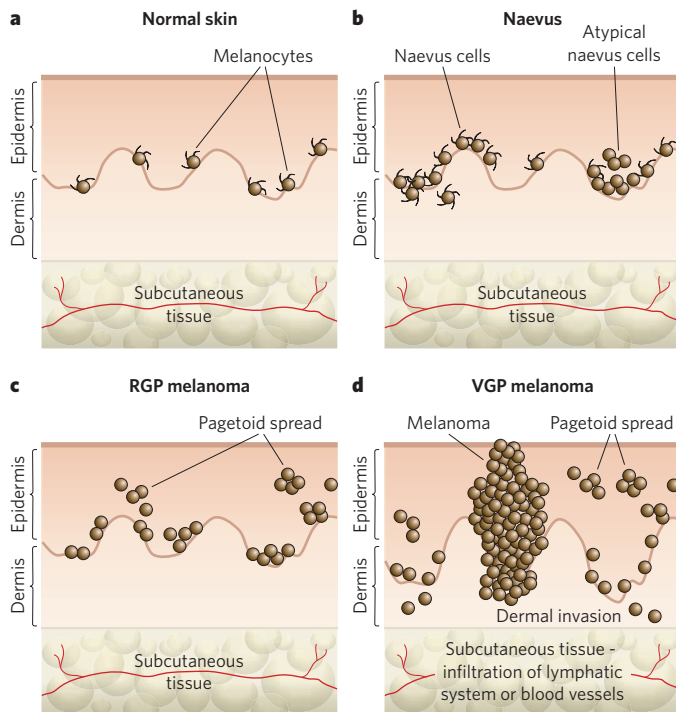 a Normal skin
Melanocytes
Epidermis
Dermis
Subcutaneous
tissue
b Naevus
Naevus cells
Atypical
naevus cells
Epidermis
Dermis
Subcutaneous
tissue
c RGP melanoma
Pagetoid spread
Epidermis
Dermis
Subcutaneous
tissue
d VGP melanoma
Melanoma
Pagetoid spread
Epidermis
Dermis
Dermal invasion
Subcutaneous tissue -
infiltration of lymphatic
system or blood vessels